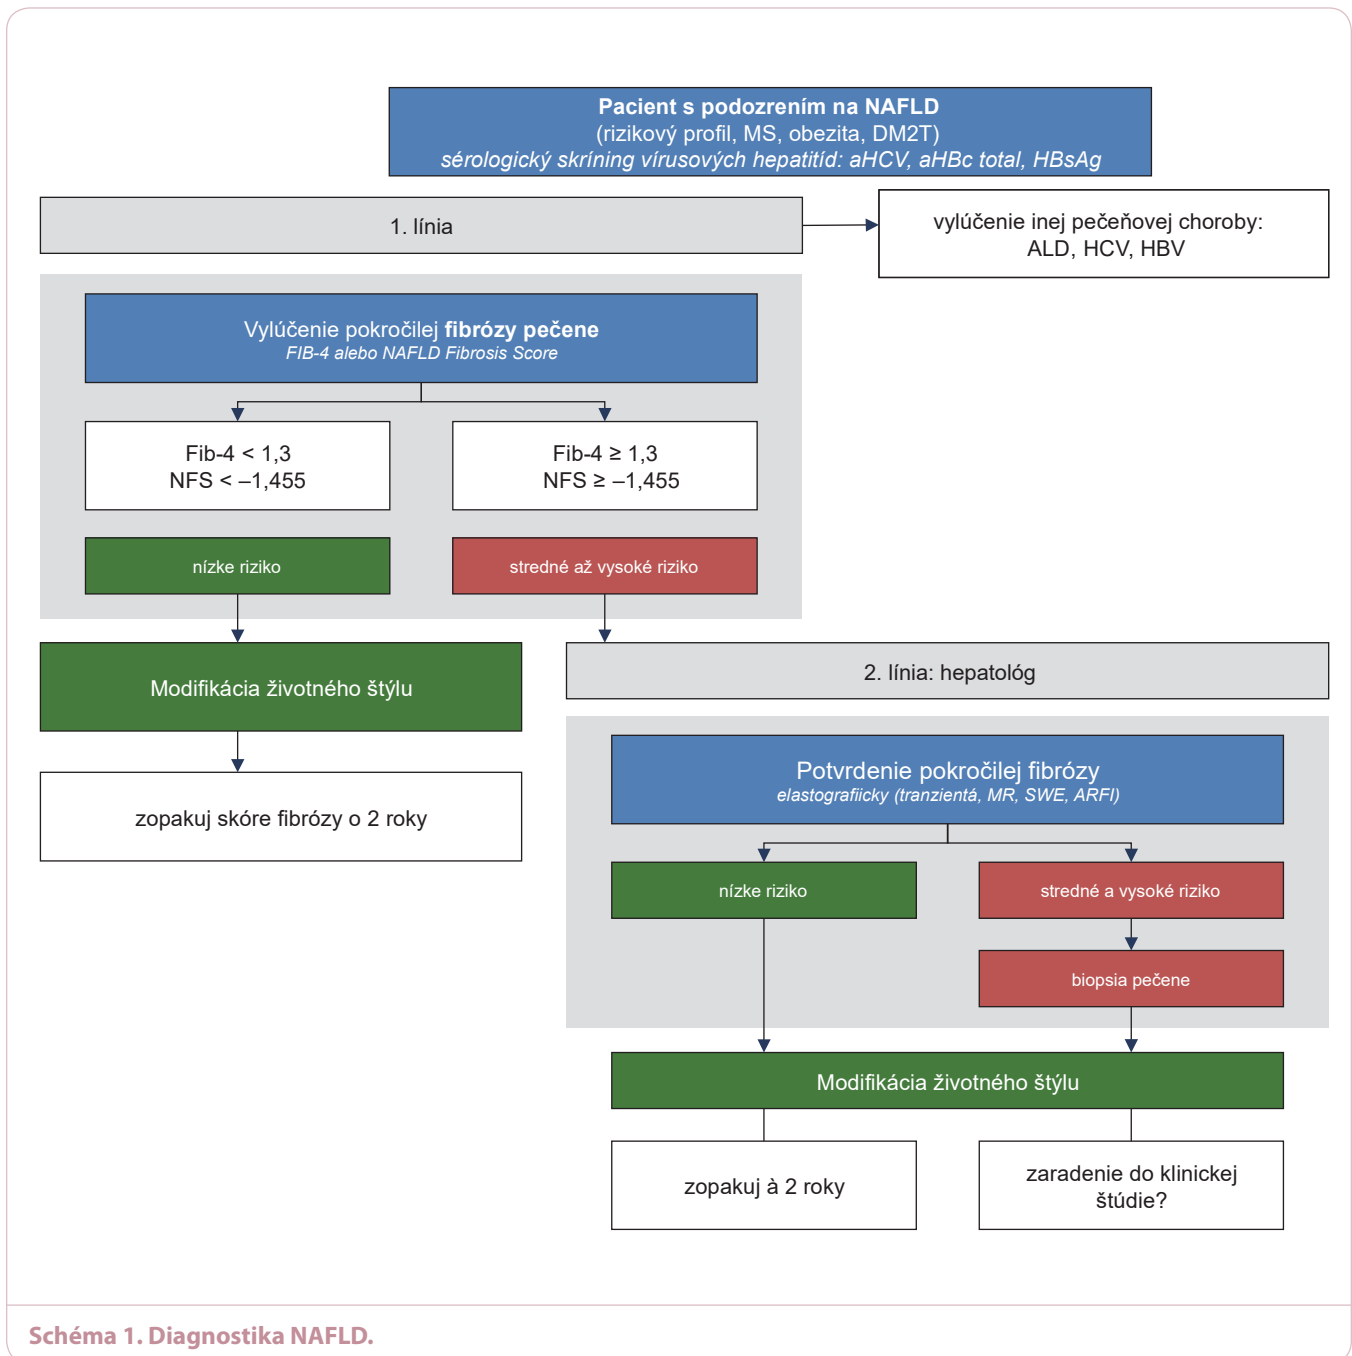 Pacient s podozrením na NAFLD
(rizikový profil, MS, obezita, DM2T)
sérologický skríning vírusových hepatitíd: aHCV, aHBc total, HBsAg
1. línia
vylúčenie inej pečeňovej choroby:
ALD, HCV, HBV
Vylúčenie pokročilej fibrózy pečene
FIB-4 alebo NAFLD Fibrosis Score
Fib-4 < 1,3
NFS < –1,455
Fib-4 ≥ 1,3
NFS ≥ –1,455
nízke riziko
stredné až vysoké riziko
Modifikácia životného štýlu
zopakuj skóre fibrózy o 2 roky
2. línia: hepatológ
Potvrdenie pokročilej fibrózy
elastografiicky (tranzientá, MR, SWE, ARFI)
nízke riziko
stredné a vysoké riziko
biopsia pečene
Modifikácia životného štýlu
zopakuj à 2 roky
zaradenie do klinickej
štúdie?
Schéma 1. Diagnostika NAFLD.